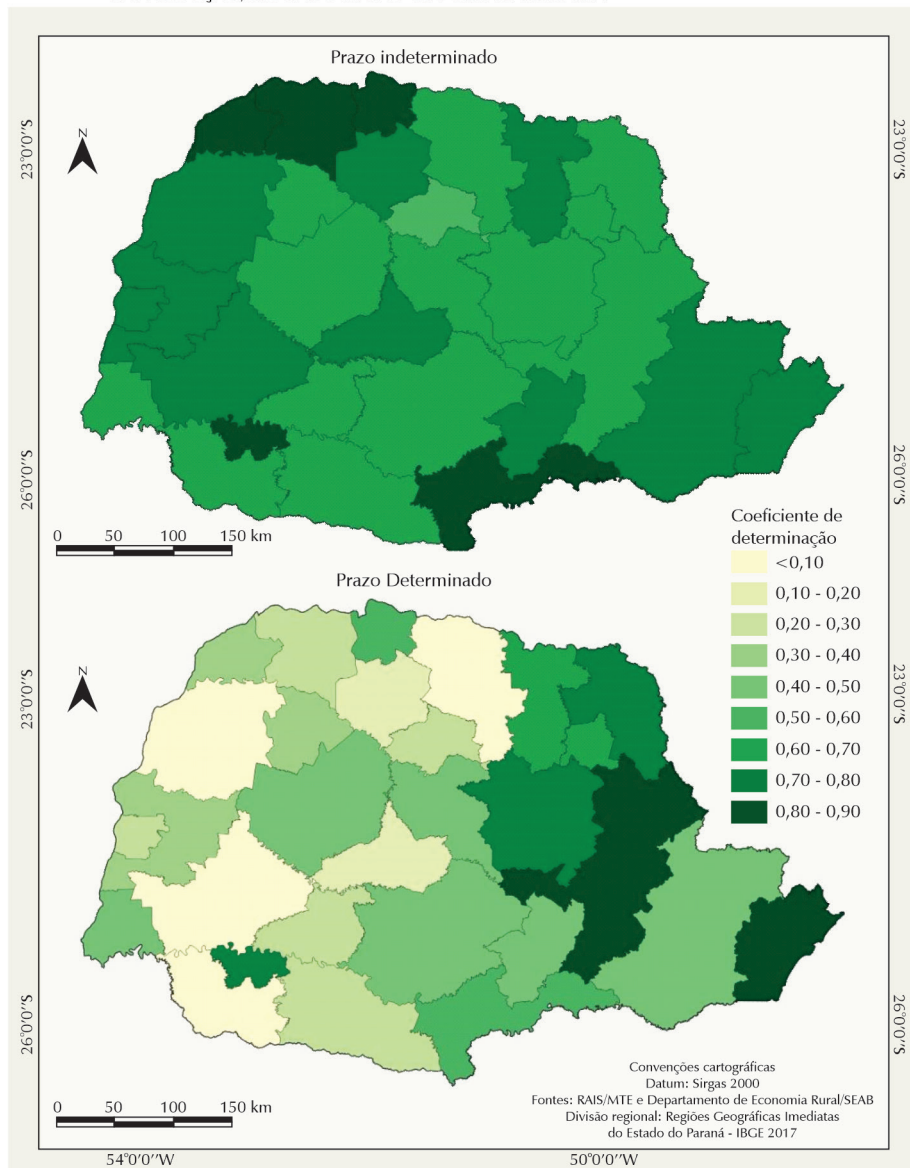 Prazo indeterminado
N
23°0'0''S
23°0'0''S
26°0'0''S
26°0'0''S
0 50 100 150 km
Coeficiente de
determinação
<0,10
0,10 - 0,20
0,20 - 0,30
0,30 - 0,40
0,40 - 0,50
0,50 - 0,60
0,60 - 0,70
0,70 - 0,80
0,80 - 0,90
Prazo Determinado
N
23°0'0''S
23°0'0''S
26°0'0''S
26°0'0''S
0 50 100 150 km
Convenções cartográficas
Datum: Sirgas 2000
Fontes: RAIS/MTE e Departamento de Economia Rural/SEAB
Divisão regional: Regiões Geográficas Imediatas
do Estado do Paraná - IBGE 2017
54°0'0''W
50°0'0''W